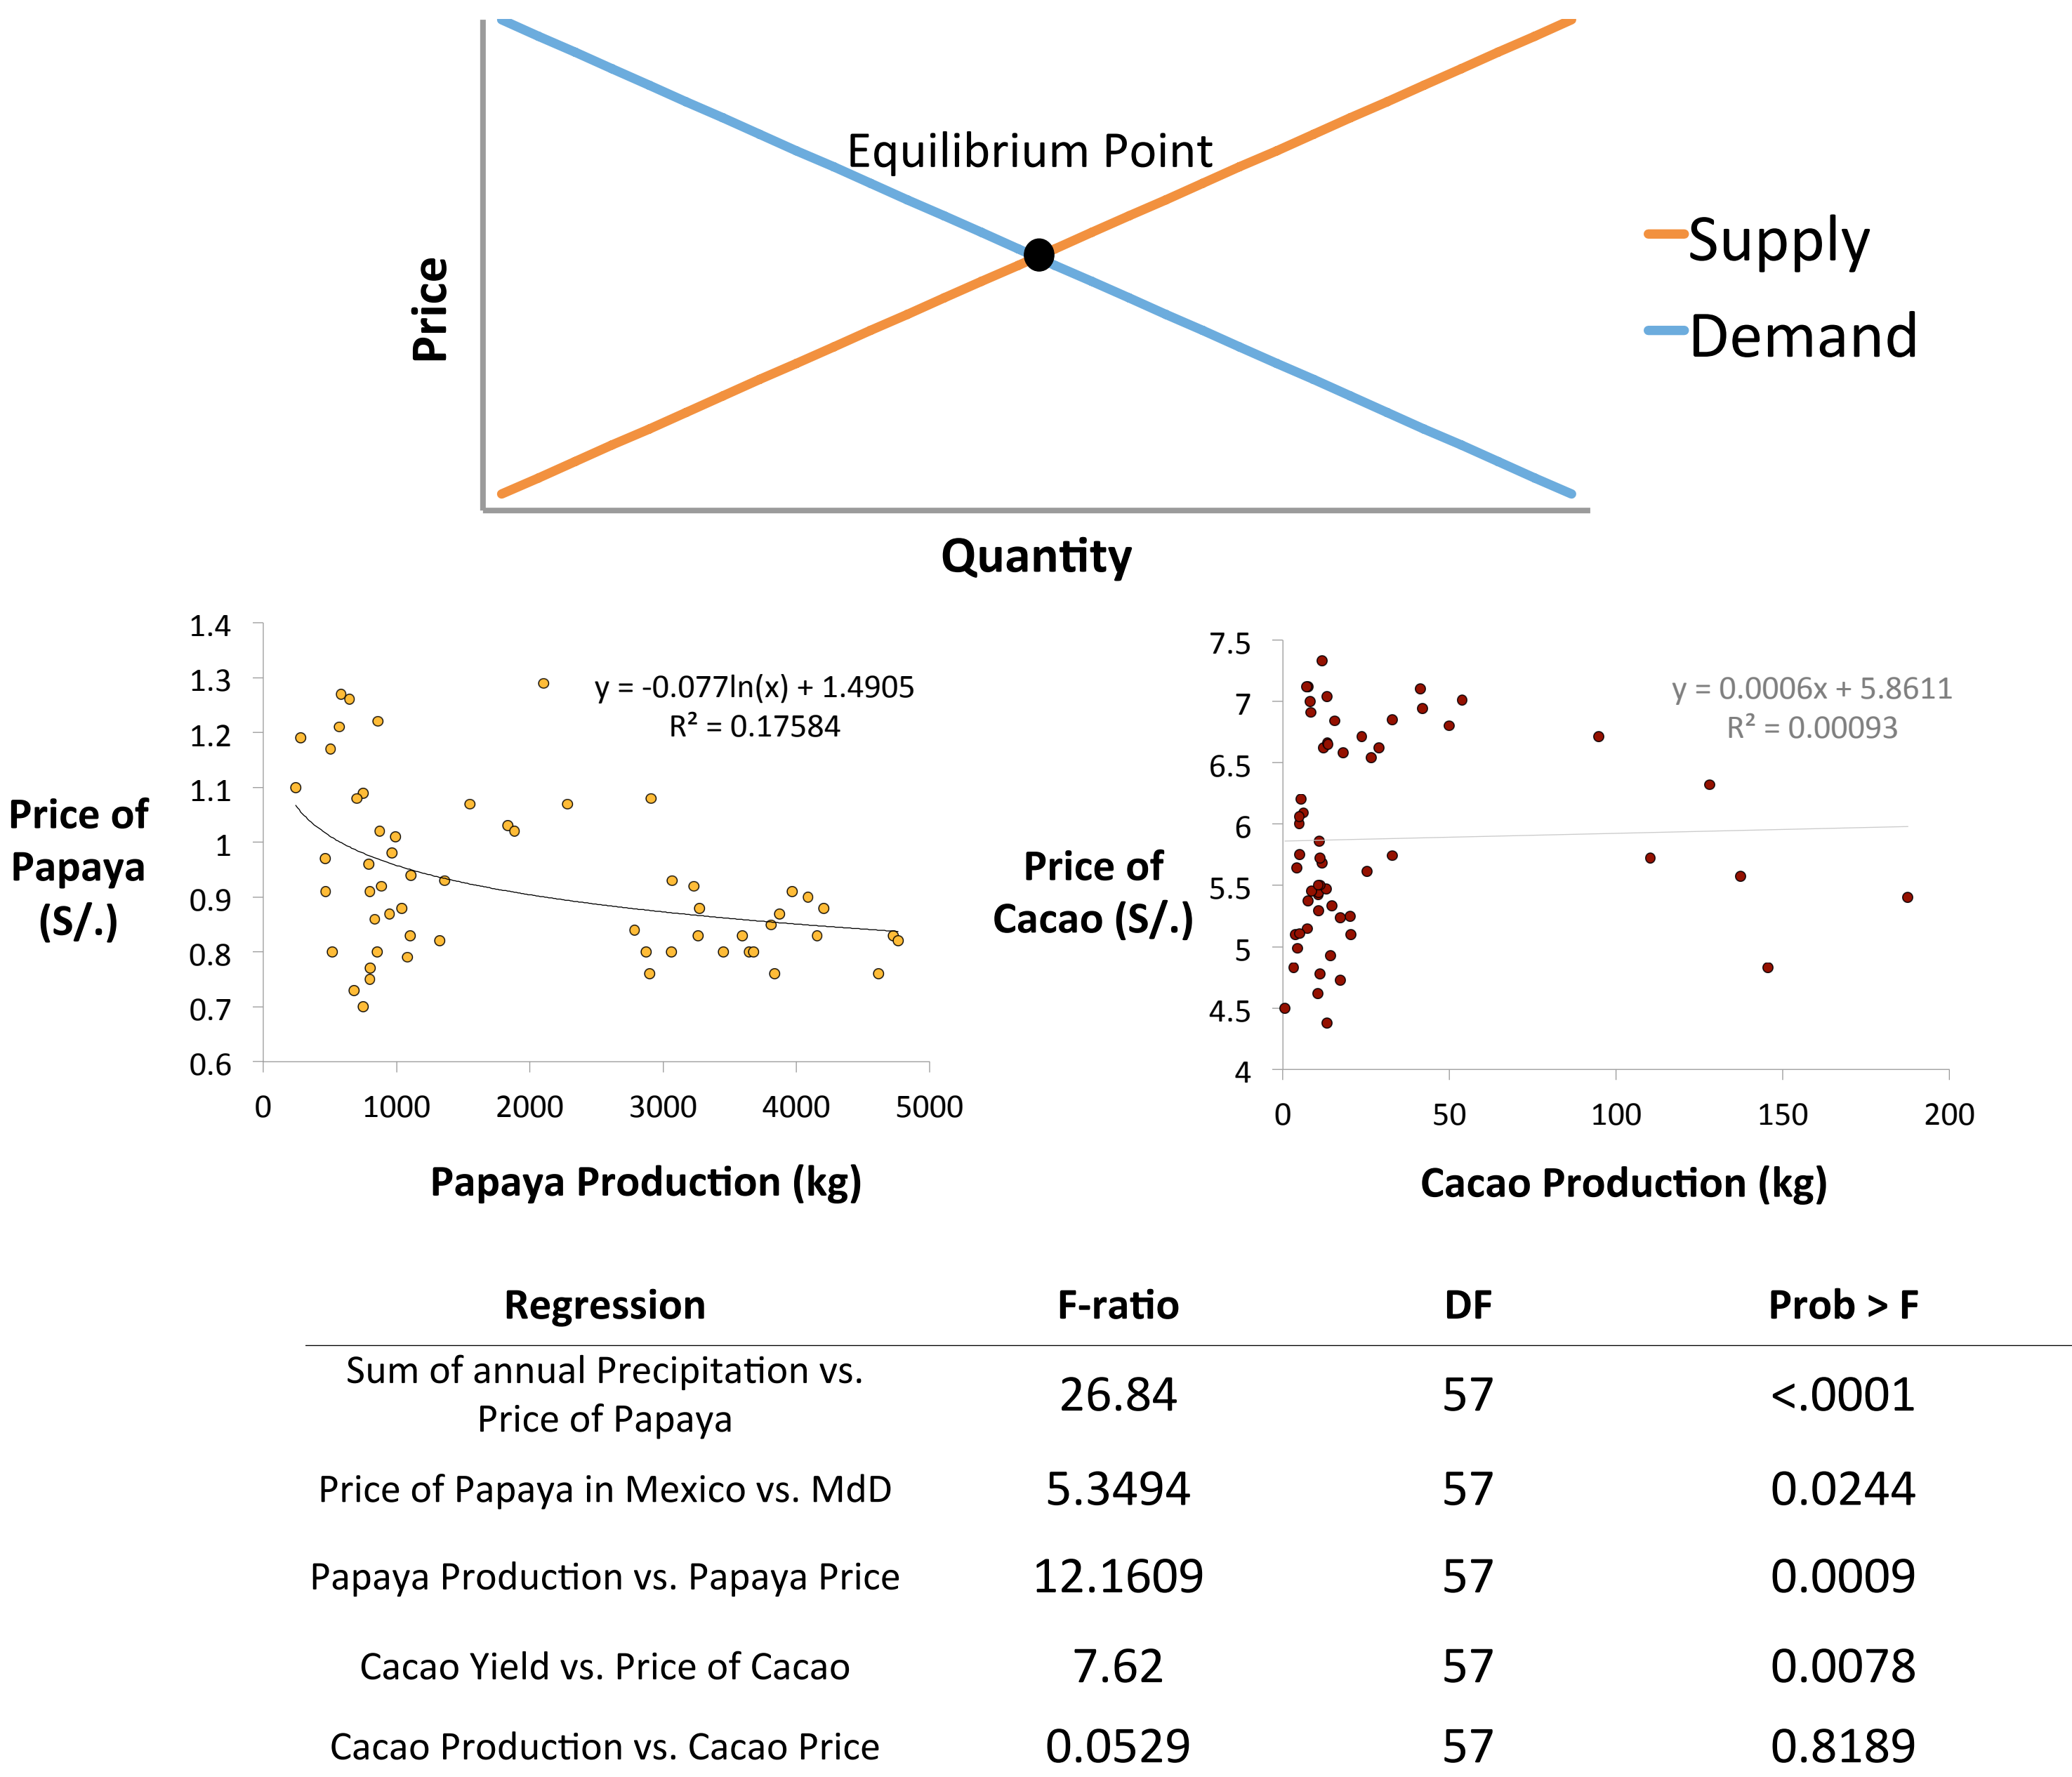 Equilibrium Point
Price
Supply
Demand
Quantity
1.4
1.3
1.2
1.1
1
0.9
0.8
0.7
0.6
Price of
Papaya
(S/.)
y = -0.077ln(x) + 1.4905
R² = 0.17584
0 1000 2000 3000 4000 5000
Papaya Production (kg)
7.5
7
6.5
6
5.5
5
4.5
4
Price of
Cacao (S/.)
y = 0.0006x + 5.8611
R² = 0.00093
0 50 100 150 200
Cacao Production (kg)
Regression F-ratio DF Prob > F
Sum of annual Precipitation vs.
Price of Papaya 26.84 57 <.0001
Price of Papaya in Mexico vs. MdD 5.3494 57 0.0244
Papaya Production vs. Papaya Price 12.1609 57 0.0009
Cacao Yield vs. Price of Cacao 7.62 57 0.0078
Cacao Production vs. Cacao Price 0.0529 57 0.8189